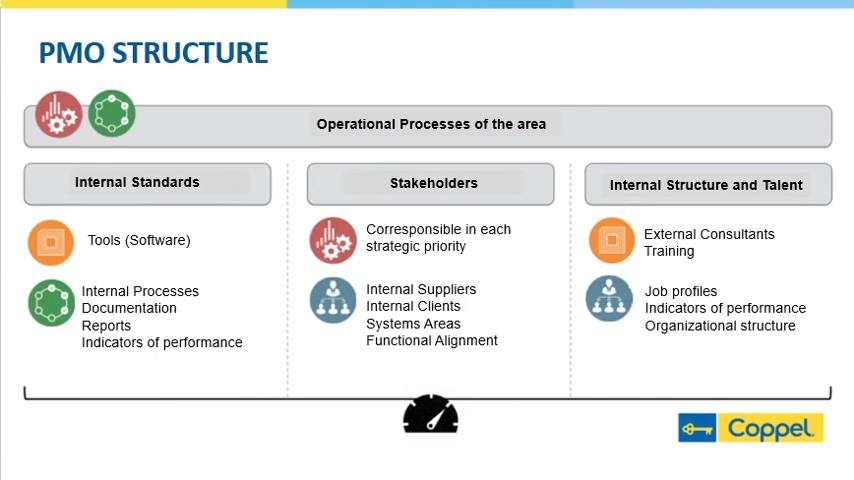 PMO STRUCTURE
Operational Processes of the area
Internal Standards
Tools (Software)
Internal Processes
Documentation
Reports
Indicators of performance
Stakeholders
Corresponsible in each
strategic priority
Internal Suppliers
Internal Clients
Systems Areas
Functional Alignment
Internal Structure and Talent
External Consultants
Training
Job profiles
Indicators of performance
Organizational structure
Coppel.